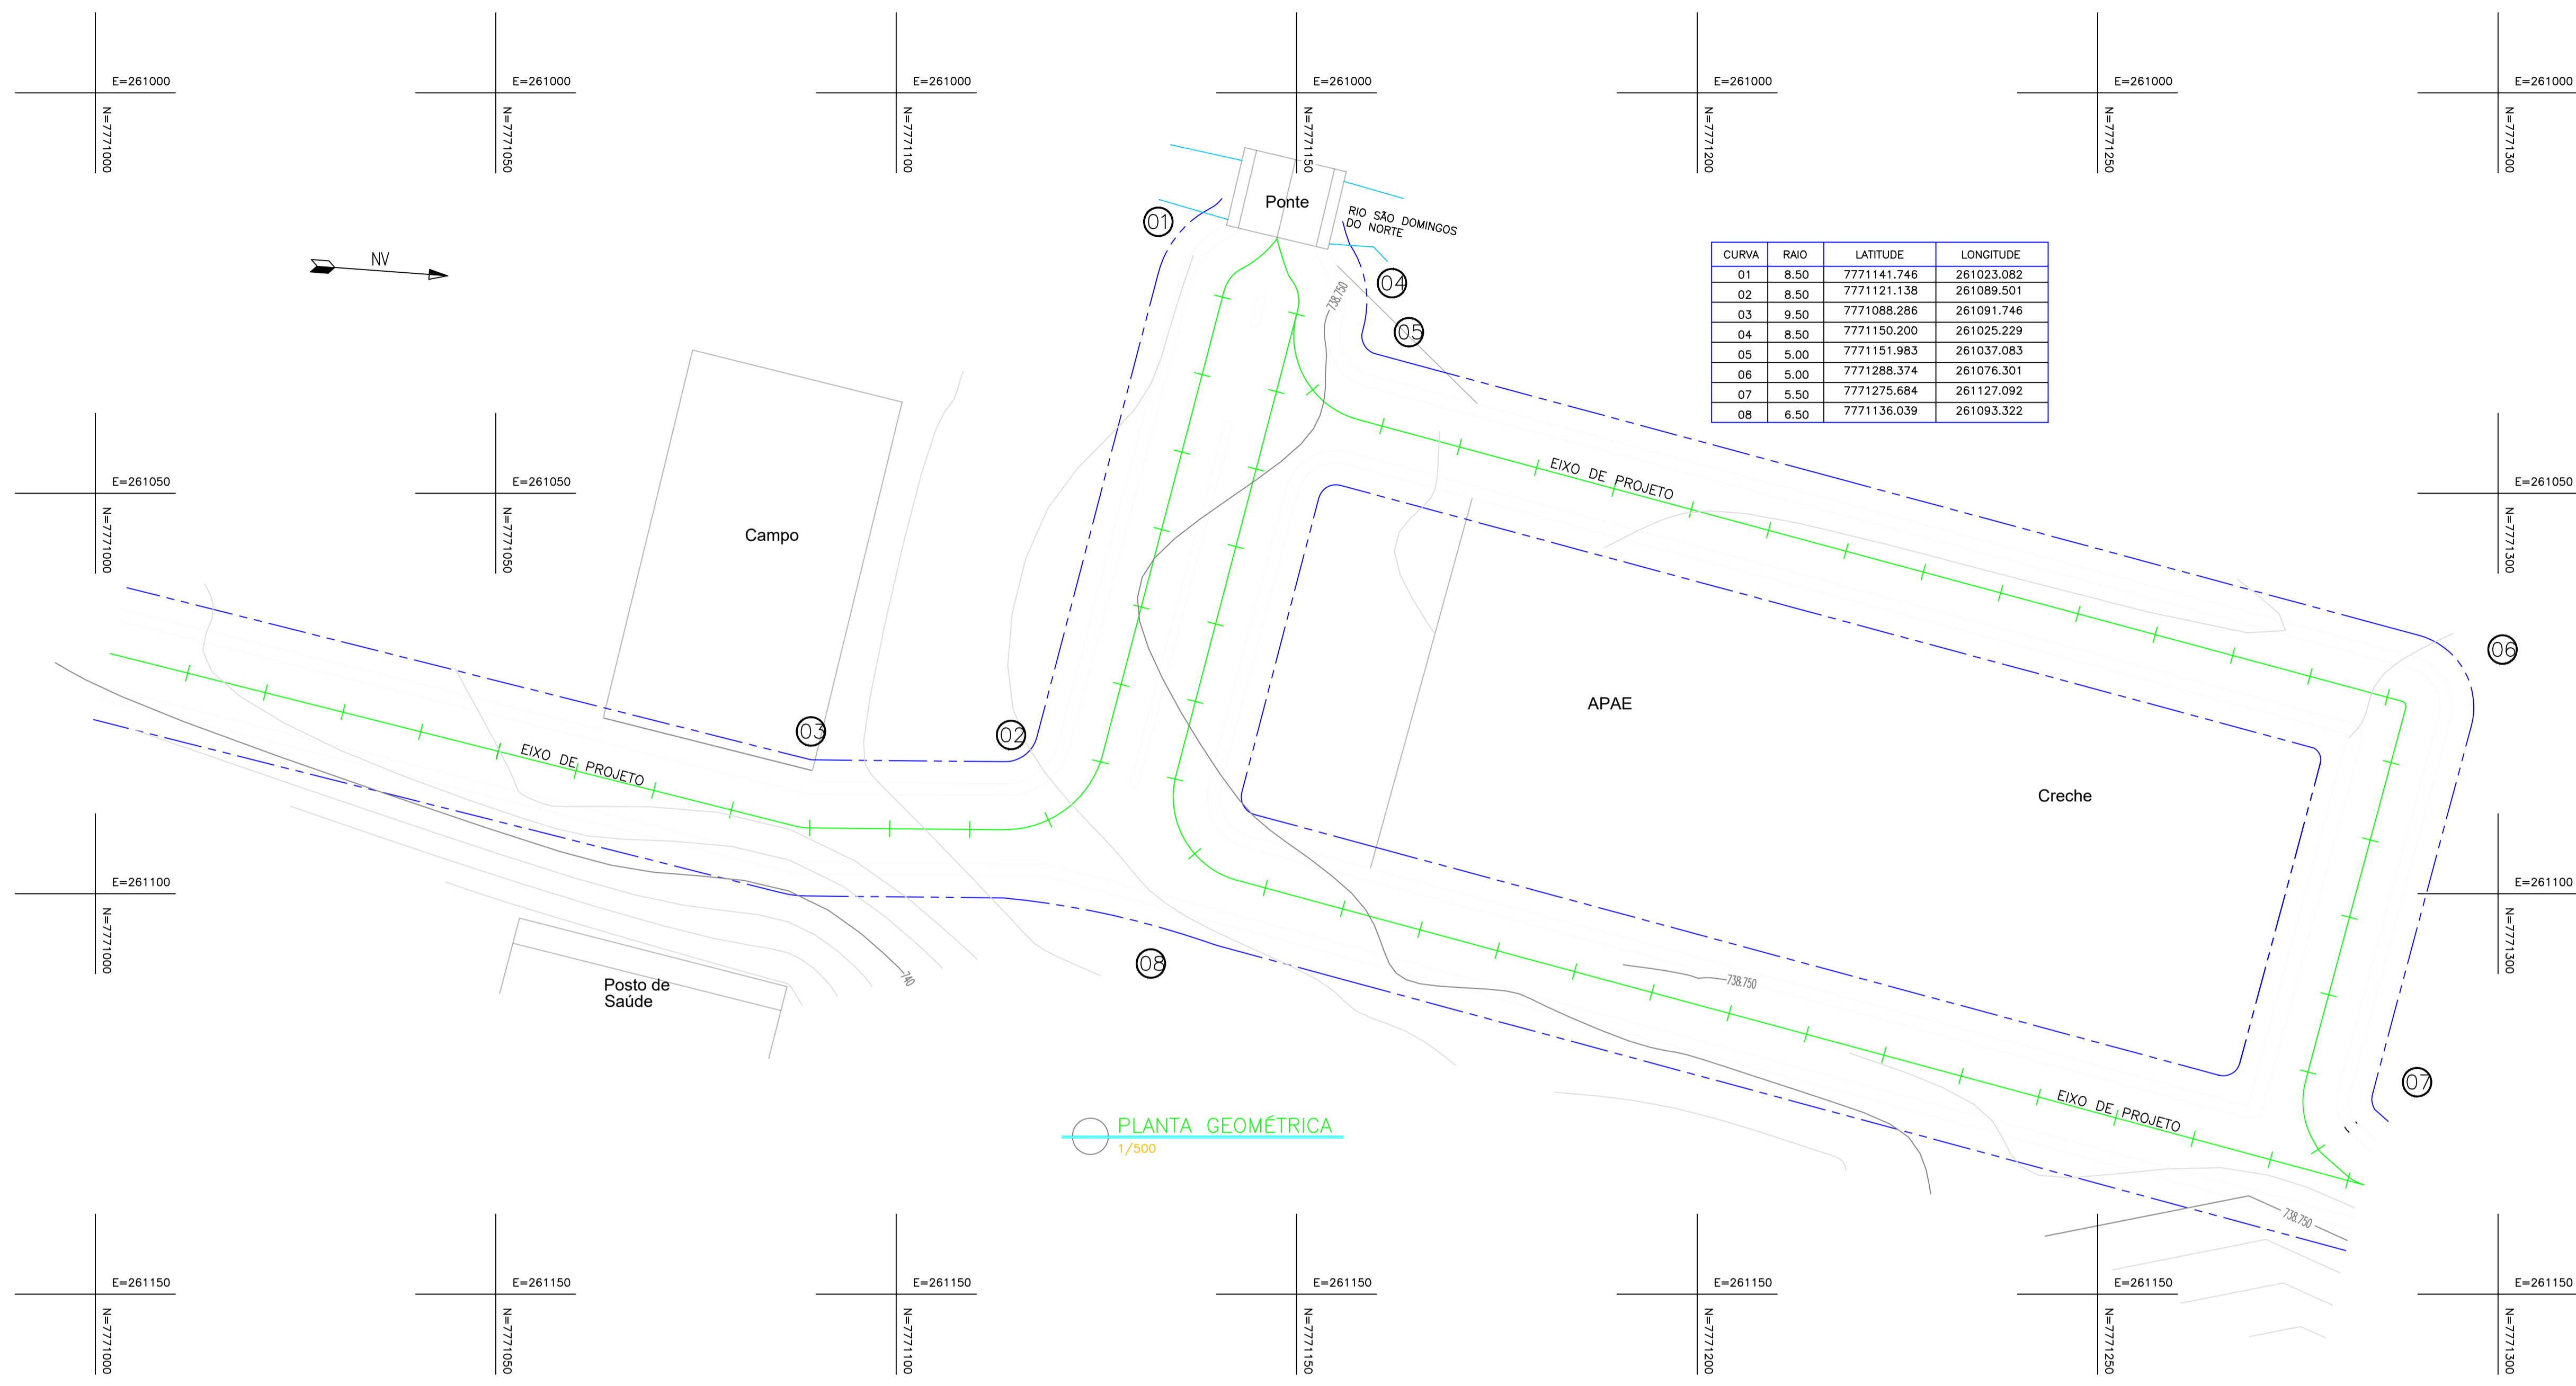 E=261000
E=261000
E=261000
E=261000
E=261000
E=261000
E=261000
N=7771000
N=7771050
N=7771100
N=7771150
N=7771200
N=7771250
N=7771300
Ponte
01
RIO SÃO DOMINGOS
DO NORTE
NV
04
05
738.750
CURVA RAIO LATITUDE LONGITUDE
01 8.50 7771141.746 261023.082
02 8.50 7771121.138 261089.501
03 9.50 7771088.286 261091.746
04 8.50 7771150.200 261025.229
05 5.00 7771151.983 261037.083
06 5.00 7771288.374 261076.301
07 5.50 7771275.684 261127.092
08 6.50 7771136.039 261093.322
E=261050
E=261050
E=261050
N=7771000
N=7771050
N=7771300
EIXO DE PROJETO
Campo
06
APAE
03
02
EIXO DE PROJETO
Creche
E=261100
E=261100
N=7771000
N=7771300
08
740
738.750
Posto de
Saúde
07
EIXO DE PROJETO
PLANTA GEOMÉTRICA
1/500
738.750
E=261150
E=261150
E=261150
E=261150
E=261150
E=261150
E=261150
N=7771000
N=7771050
N=7771100
N=7771150
N=7771200
N=7771250
N=7771300